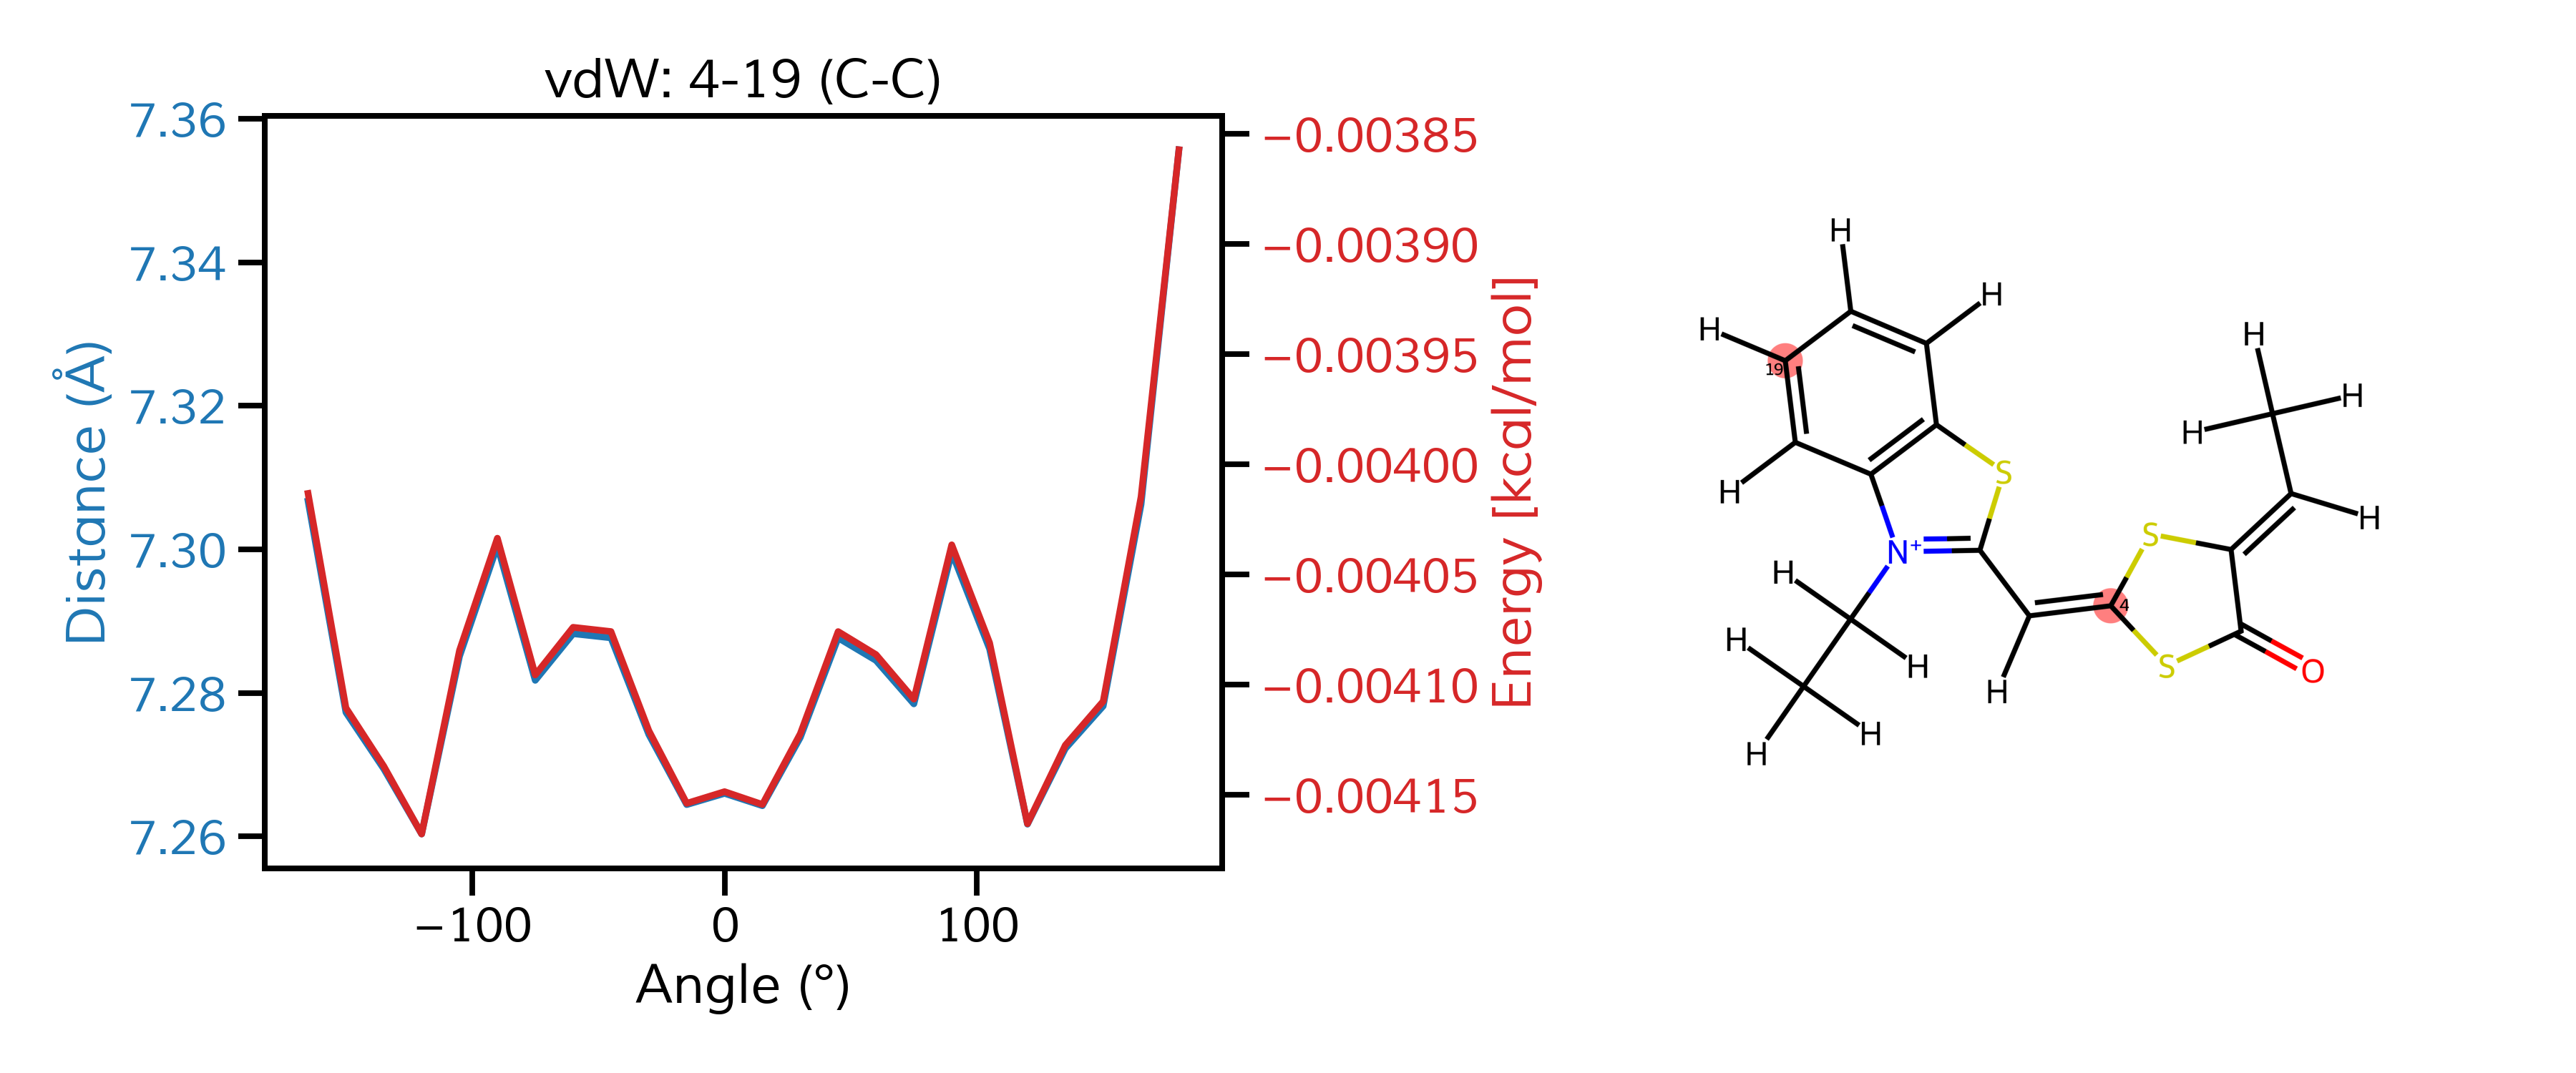 vdW: 4-19 (C-C)
7.36
7.34
7.32
7.30
7.28
7.26
Distance (Å)
−0.00385
−0.00390
−0.00395
−0.00400
−0.00405
−0.00410
−0.00415
Energy [kcal/mol]
−100 0 100
Angle (°)
H
H
H
H
19
H
H
H
H
S
H
H
S
N+
H
4
H
H
S
O
H
H
H